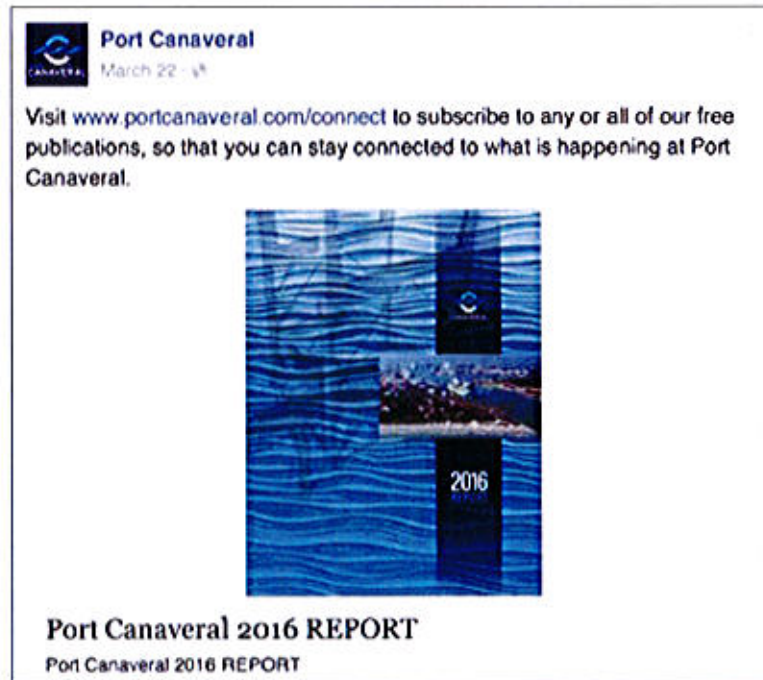 Port Canaveral
CANAVERAL
March 22
Visit www.portcanaveral.com/connect to subscribe to any or all of our free
publications, so that you can stay connected to what is happening at Port
Canaveral.
2016
REPORT
Port Canaveral 2016 REPORT
Port Canaveral 2016 REPORT